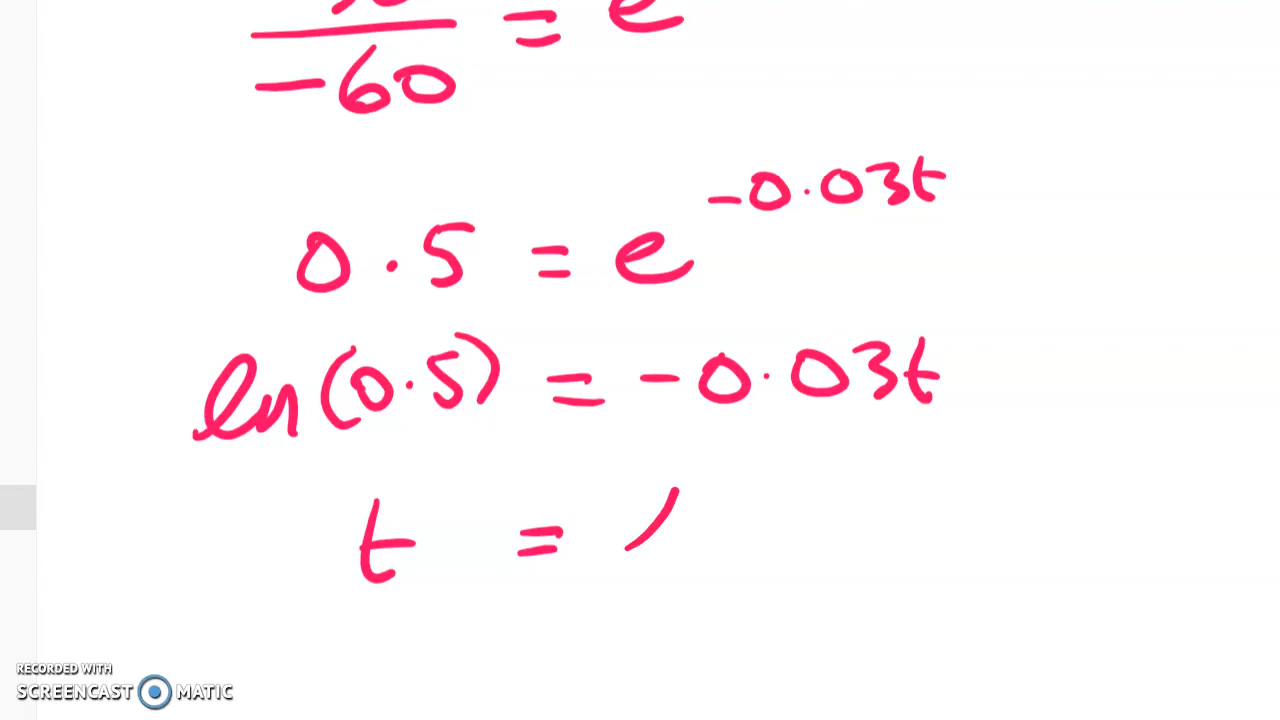 -60 = e
0.5 = e^-0.03t
ln(0.5) = -0.03t
t =
RECORDED WITH
SCREENCAST MATIC